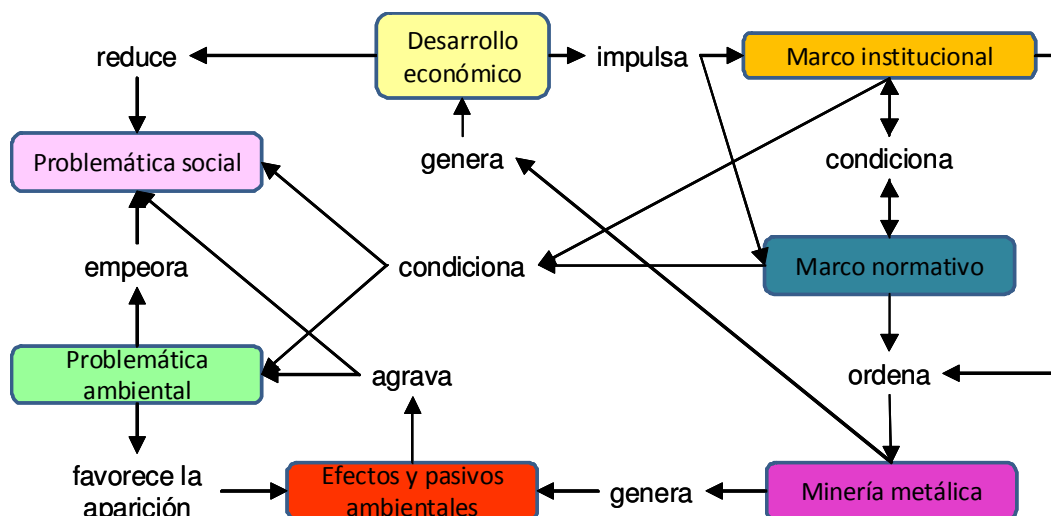 Desarrollo
económico
reduce
impulsa
Marco institucional
Problemática social
genera
condiciona
empeora
condiciona
Marco normativo
Problemática
ambiental
agrava
ordena
favorece la
aparición
Efectos y pasivos
ambientales
genera
Minería metálica